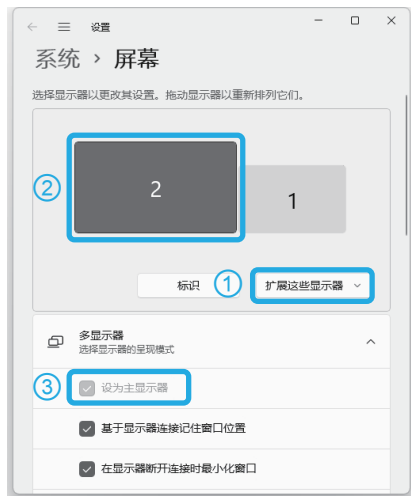 设置
系统 › 屏幕
选择显示器以更改其设置。拖动显示器以重新排列它们。
② 2 1
标识 ① 扩展这些显示器
多显示器
选择显示器的呈现模式
③ 设为主显示器
基于显示器连接记住窗口位置
在显示器断开连接时最小化窗口